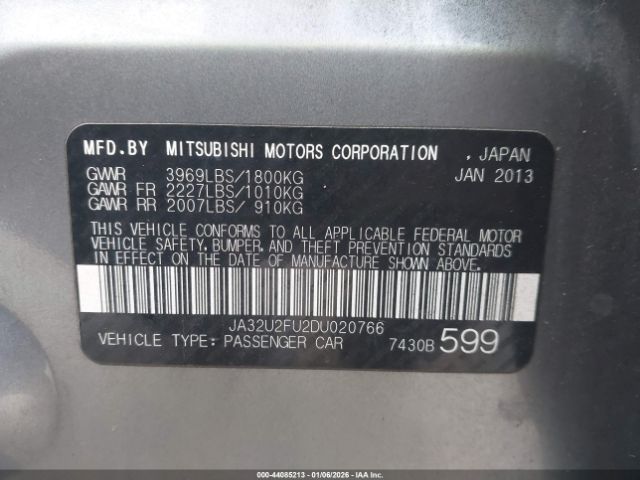 MFD.BY MITSUBISHI MOTORS CORPORATION , JAPAN
GVWR 3969LBS/1800KG JAN 2013
GAWR FR 2227LBS/1010KG
GAWR RR 2007LBS/ 910KG
THIS VEHICLE CONFORMS TO ALL APPLICABLE FEDERAL MOTOR
VEHICLE SAFETY, BUMPER, AND THEFT PREVENTION STANDARDS
IN EFFECT ON THE DATE OF MANUFACTURE SHOWN ABOVE.
JA32U2FU2DU020766
VEHICLE TYPE: PASSENGER CAR 7430B 599
000-44085213 - 01/06/2026 - IAAI.CA